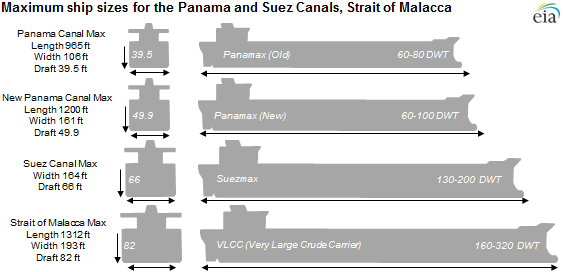 Maximum ship sizes for the Panama and Suez Canals, Strait of Malacca
eia
Panama Canal Max
Length 965 ft
Width 106 ft
Draft 39.5 ft
39.5
Panamax (Old)
60-80 DWT
New Panama Canal Max
Length 1200 ft
Width 161 ft
Draft 49.9
49.9
Panamax (New)
60-100 DWT
Suez Canal Max
Width 164 ft
Draft 66 ft
66
Suezmax
130-200 DWT
Strait of Malacca Max
Length 1312 ft
Width 193 ft
Draft 82 ft
82
VLCC (Very Large Crude Carrier)
160-320 DWT